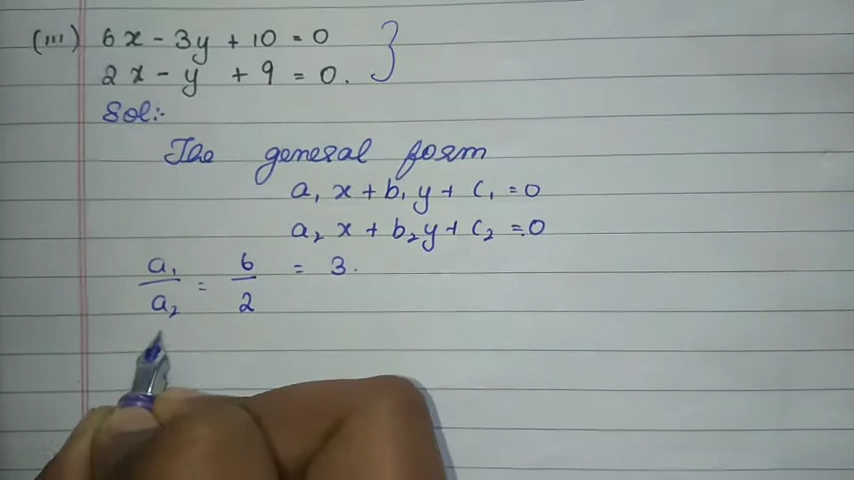 (iii) 6x - 3y + 10 = 0
2x - y + 9 = 0.
Sol:-
The general form
a₁x + b₁y + c₁ = 0
a₂x + b₂y + c₂ = 0
a₁/a₂ = 6/2 = 3.